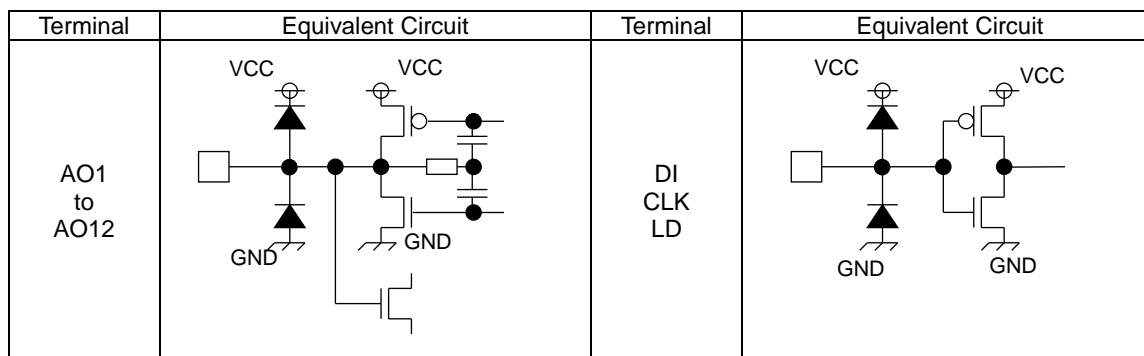 Terminal
Equivalent Circuit
Terminal
Equivalent Circuit
AO1
to
AO12
VCC
VCC
GND
GND
DI
CLK
LD
VCC
VCC
GND
GND